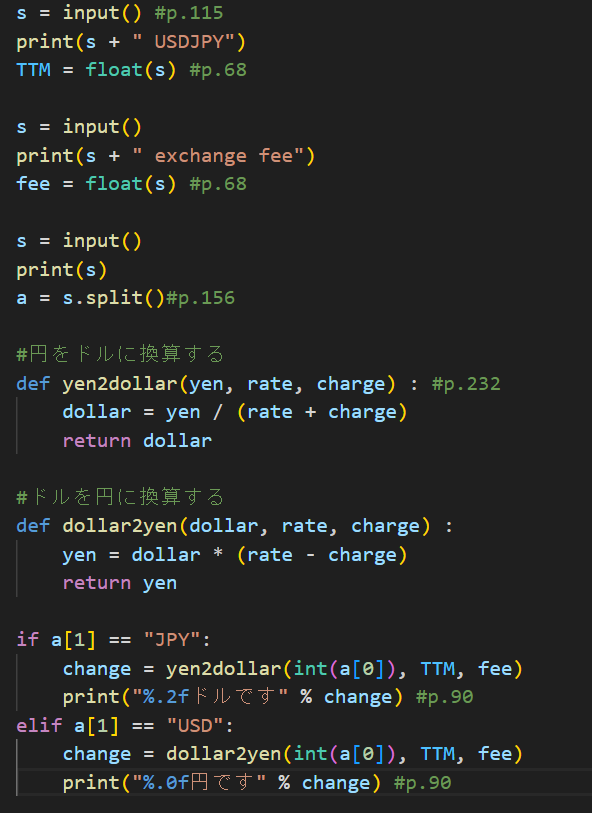 s = input() #p.115
print(s + " USDJPY")
TTM = float(s) #p.68
s = input()
print(s + " exchange fee")
fee = float(s) #p.68
s = input()
print(s)
a = s.split()#p.156
#円をドルに換算する
def yen2dollar(yen, rate, charge) : #p.232
    dollar = yen / (rate + charge)
    return dollar
#ドルを円に換算する
def dollar2yen(dollar, rate, charge) :
    yen = dollar * (rate - charge)
    return yen
if a[1] == "JPY":
    change = yen2dollar(int(a[0]), TTM, fee)
    print("%.2fドルです" % change) #p.90
elif a[1] == "USD":
    change = dollar2yen(int(a[0]), TTM, fee)
    print("%.0f円です" % change) #p.90